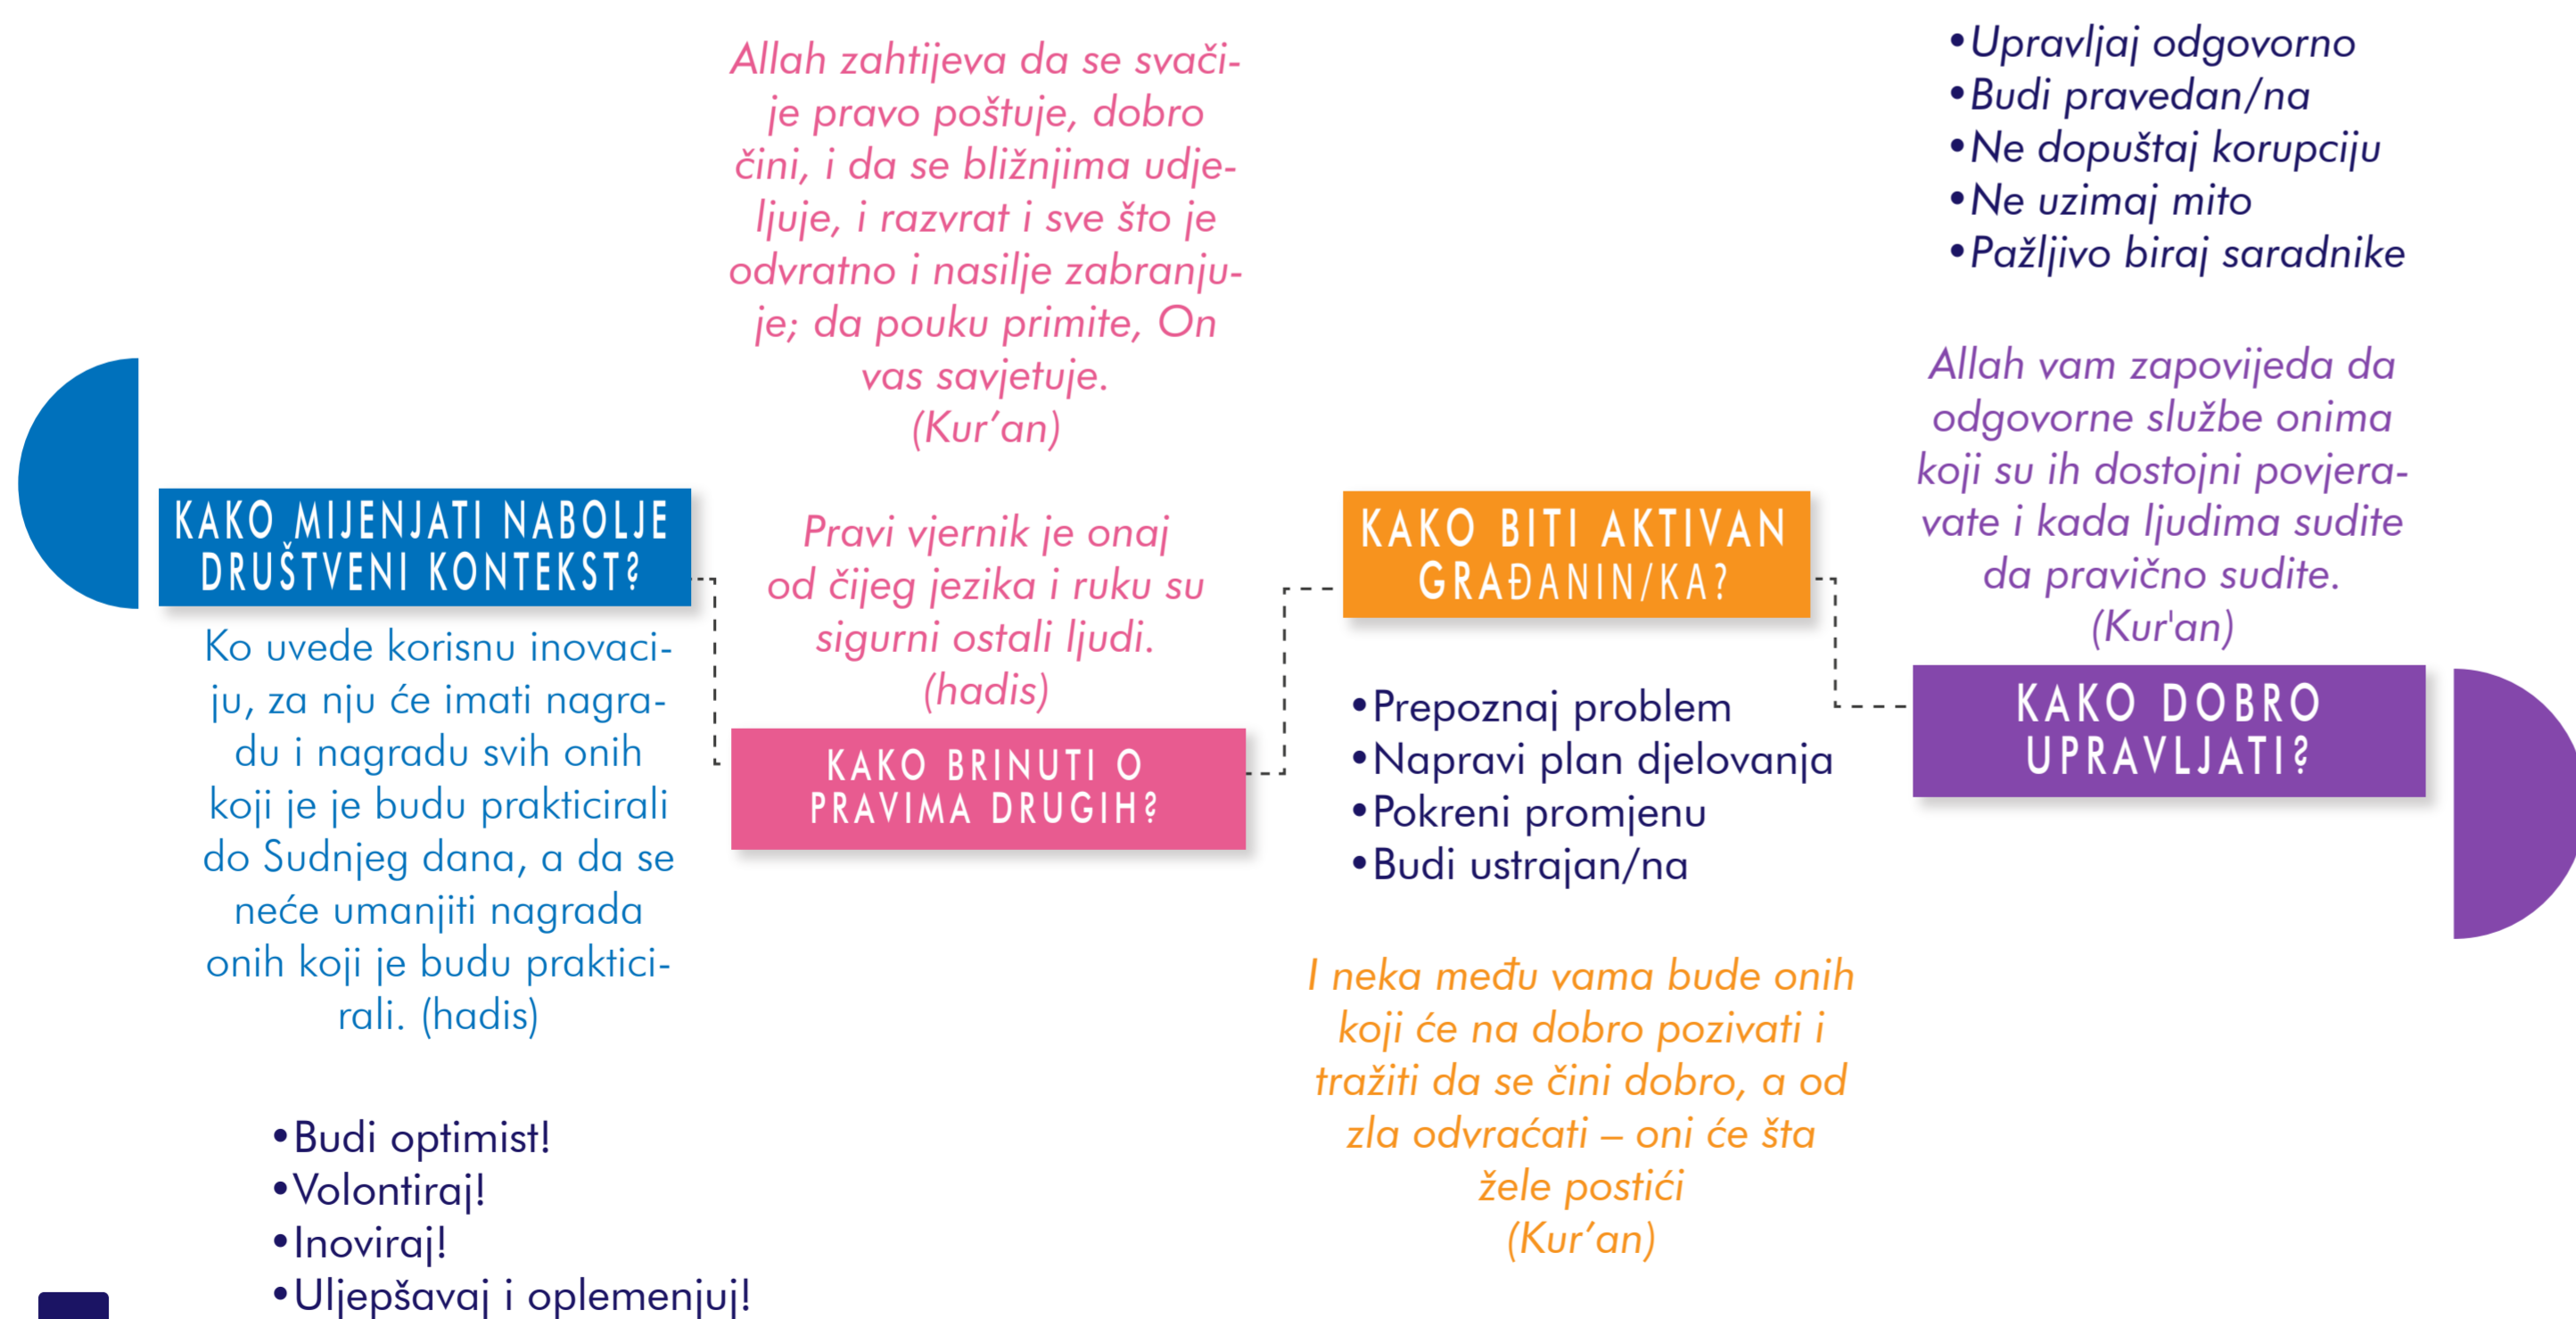 KAKO MIJENJATI NABOLJE
DRUŠTVENI KONTEKST?
Ko uvede korisnu inovaci-
ju, za nju će imati nagra-
du i nagradu svih onih
koji je je budu prakticirali
do Sudnjeg dana, a da se
neće umanjiti nagrada
onih koji je budu praktici-
rali. (hadis)
•Budi optimist!
•Volontiraj!
•Inoviraj!
•Uljepšavaj i oplemenjuj!
Allah zahtijeva da se svači-
je pravo poštuje, dobro
čini, i da se bližnjima udje-
ljuje, i razvrat i sve što je
odvratno i nasilje zabranju-
je; da pouku primite, On
vas savjetuje.
(Kur’an)
Pravi vjernik je onaj
od čijeg jezika i ruku su
sigurni ostali ljudi.
(hadis)
KAKO BRINUTI O
PRAVIMA DRUGIH?
KAKO BITI AKTIVAN
GRAĐANIN/KA?
•Prepoznaj problem
•Napravi plan djelovanja
•Pokreni promjenu
•Budi ustrajan/na
I neka među vama bude onih
koji će na dobro pozivati i
tražiti da se čini dobro, a od
zla odvraćati – oni će šta
žele postići
(Kur’an)
•Upravljaj odgovorno
•Budi pravedan/na
•Ne dopuštaj korupciju
•Ne uzimaj mito
•Pažljivo biraj saradnike
Allah vam zapovijeda da
odgovorne službe onima
koji su ih dostojni povjera-
vate i kada ljudima sudite
da pravično sudite.
(Kur'an)
KAKO DOBRO
UPRAVLJATI?